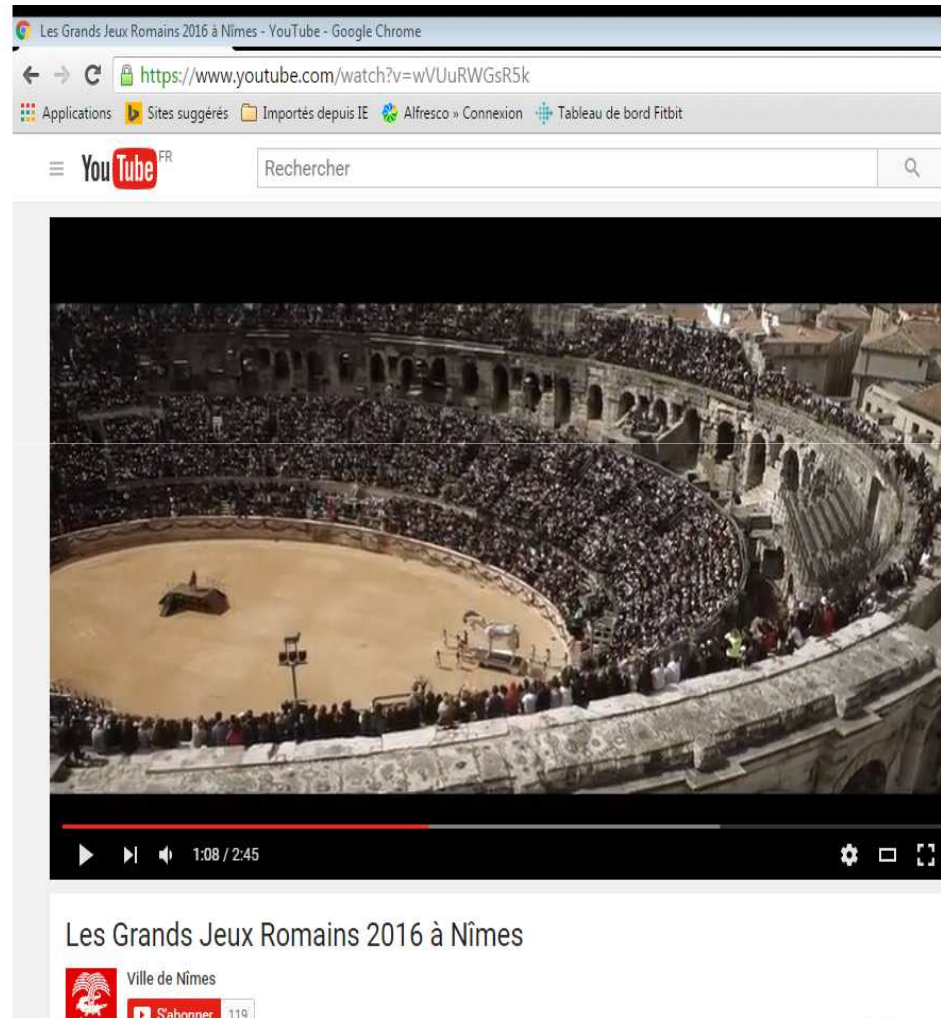 Les Grands Jeux Romains 2016 à Nîmes - YouTube - Google Chrome
https://www.youtube.com/watch?v=wVUuRWGsR5k
Applications Sites suggérés Importés depuis IE Alfresco » Connexion Tableau de bord Fitbit
YouTube FR Rechercher
1:08 / 2:45
Les Grands Jeux Romains 2016 à Nîmes
Ville de Nîmes
S'abonner 119